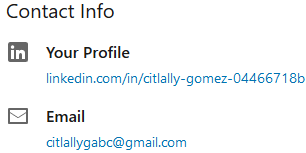 Contact Info
Your Profile
linkedin.com/in/citlally-gomez-04466718b
Email
citlallygabc@gmail.com